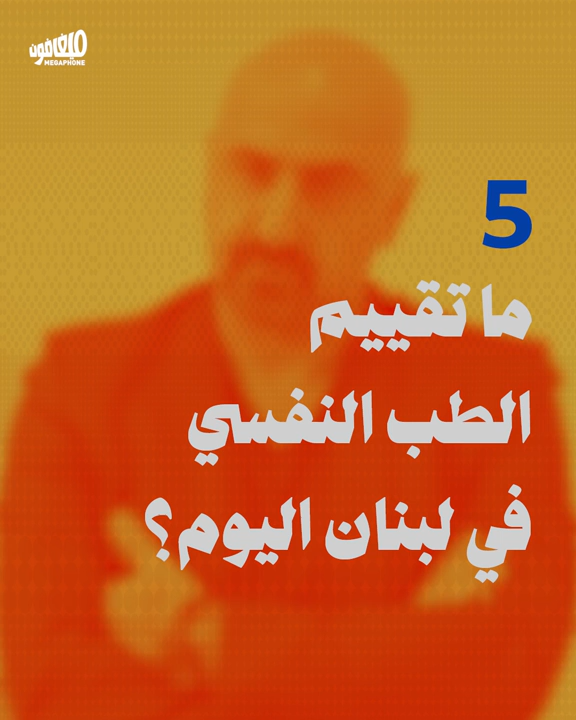 ميغافون
MEGAPHONE
5
ما تقييم
الطب النفسي
في لبنان اليوم؟